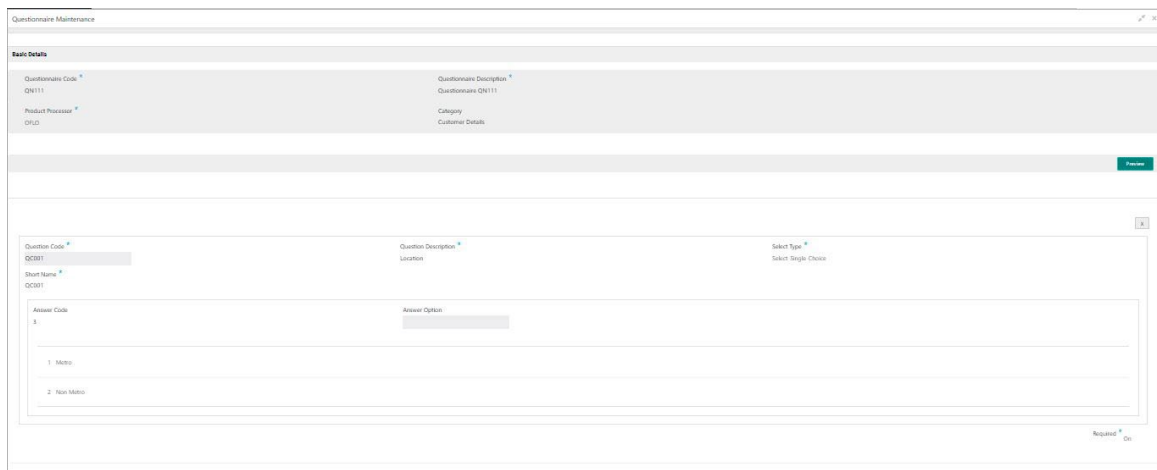 Questionnaire Maintenance
Basic Details
Questionnaire Code * Questionnaire Description *
QN111 Questionnaire QN111
Product Processor * Category
OFLO Customer Details
Preview
x
Question Code * Question Description * Select Type *
QC001 Location Select Single Choice
Short Name *
QC001
Answer Code Answer Option
3
1 Metro
2 Non Metro
Required *
On